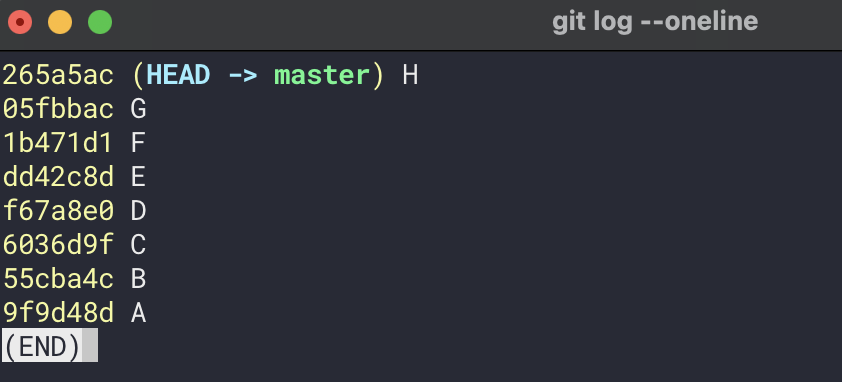 git log --oneline
265a5ac (HEAD -> master) H
05fbbac G
1b471d1 F
dd42c8d E
f67a8e0 D
6036d9f C
55cba4c B
9f9d48d A
(END)